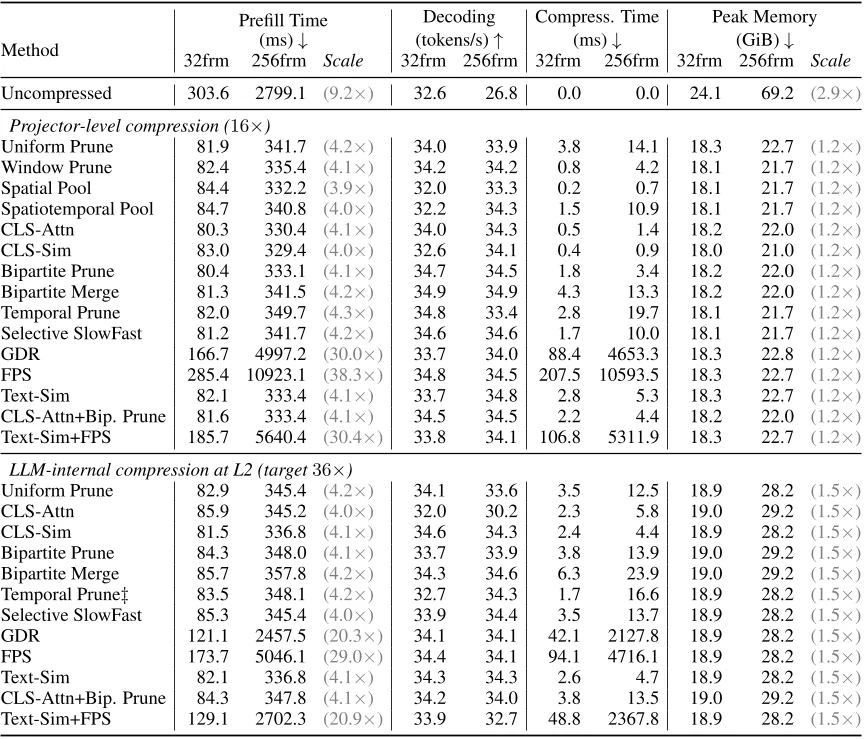 Method Prefill Time (ms) ↓ Decoding (tokens/s) ↑ Compress. Time (ms) ↓ Peak Memory (GiB) ↓
32frm 256frm Scale 32frm 256frm 32frm 256frm 32frm 256frm Scale
Uncompressed 303.6 2799.1 (9.2×) 32.6 26.8 0.0 0.0 24.1 69.2 (2.9×)
Projector-level compression (16×)
Uniform Prune 81.9 341.7 (4.2×) 34.0 33.9 3.8 14.1 18.3 22.7 (1.2×)
Window Prune 82.4 335.4 (4.1×) 34.2 34.2 0.8 4.2 18.1 21.7 (1.2×)
Spatial Pool 84.4 332.2 (3.9×) 32.0 33.3 0.2 0.7 18.1 21.7 (1.2×)
Spatiotemporal Pool 84.7 340.8 (4.0×) 32.2 34.3 1.5 10.9 18.1 21.7 (1.2×)
CLS-Attn 80.3 330.4 (4.1×) 34.0 34.3 0.5 1.4 18.2 22.0 (1.2×)
CLS-Sim 83.0 329.4 (4.0×) 32.6 34.1 0.4 0.9 18.0 21.0 (1.2×)
Bipartite Prune 80.4 333.1 (4.1×) 34.7 34.5 1.8 3.4 18.2 22.0 (1.2×)
Bipartite Merge 81.3 341.5 (4.2×) 34.9 34.9 4.3 13.3 18.2 22.0 (1.2×)
Temporal Prune 82.0 349.7 (4.3×) 34.8 33.4 2.8 19.7 18.1 21.7 (1.2×)
Selective SlowFast 81.2 341.7 (4.2×) 34.6 34.6 1.7 10.0 18.1 21.7 (1.2×)
GDR 166.7 4997.2 (30.0×) 33.7 34.0 88.4 4653.3 18.3 22.8 (1.2×)
FPS 285.4 10923.1 (38.3×) 34.8 34.5 207.5 10593.5 18.3 22.7 (1.2×)
Text-Sim 82.1 333.4 (4.1×) 33.7 34.8 2.8 5.3 18.3 22.7 (1.2×)
CLS-Attn+Bip. Prune 81.6 333.4 (4.1×) 34.5 34.5 2.2 4.4 18.2 22.0 (1.2×)
Text-Sim+FPS 185.7 5640.4 (30.4×) 33.8 34.1 106.8 5311.9 18.3 22.7 (1.2×)
LLM-internal compression at L2 (target 36×)
Uniform Prune 82.9 345.4 (4.2×) 34.1 33.6 3.5 12.5 18.9 28.2 (1.5×)
CLS-Attn 85.9 345.2 (4.0×) 32.0 30.2 2.3 5.8 19.0 29.2 (1.5×)
CLS-Sim 81.5 336.8 (4.1×) 34.6 34.3 2.4 4.4 18.9 28.2 (1.5×)
Bipartite Prune 84.3 348.0 (4.1×) 33.7 33.9 3.8 13.9 19.0 29.2 (1.5×)
Bipartite Merge 85.7 357.8 (4.2×) 34.3 34.6 6.3 23.9 19.0 29.2 (1.5×)
Temporal Prune‡ 83.5 348.1 (4.2×) 32.7 34.3 1.7 16.6 18.9 28.2 (1.5×)
Selective SlowFast 85.3 345.4 (4.0×) 33.9 34.4 3.5 13.7 18.9 28.2 (1.5×)
GDR 121.1 2457.5 (20.3×) 34.1 34.1 42.1 2127.8 18.9 28.2 (1.5×)
FPS 173.7 5046.1 (29.0×) 34.4 34.1 94.1 4716.1 18.9 28.2 (1.5×)
Text-Sim 82.1 336.8 (4.1×) 34.3 34.3 2.6 4.7 18.9 28.2 (1.5×)
CLS-Attn+Bip. Prune 84.3 347.8 (4.1×) 34.2 34.0 3.8 13.5 19.0 29.2 (1.5×)
Text-Sim+FPS 129.1 2702.3 (20.9×) 33.9 32.7 48.8 2367.8 18.9 28.2 (1.5×)